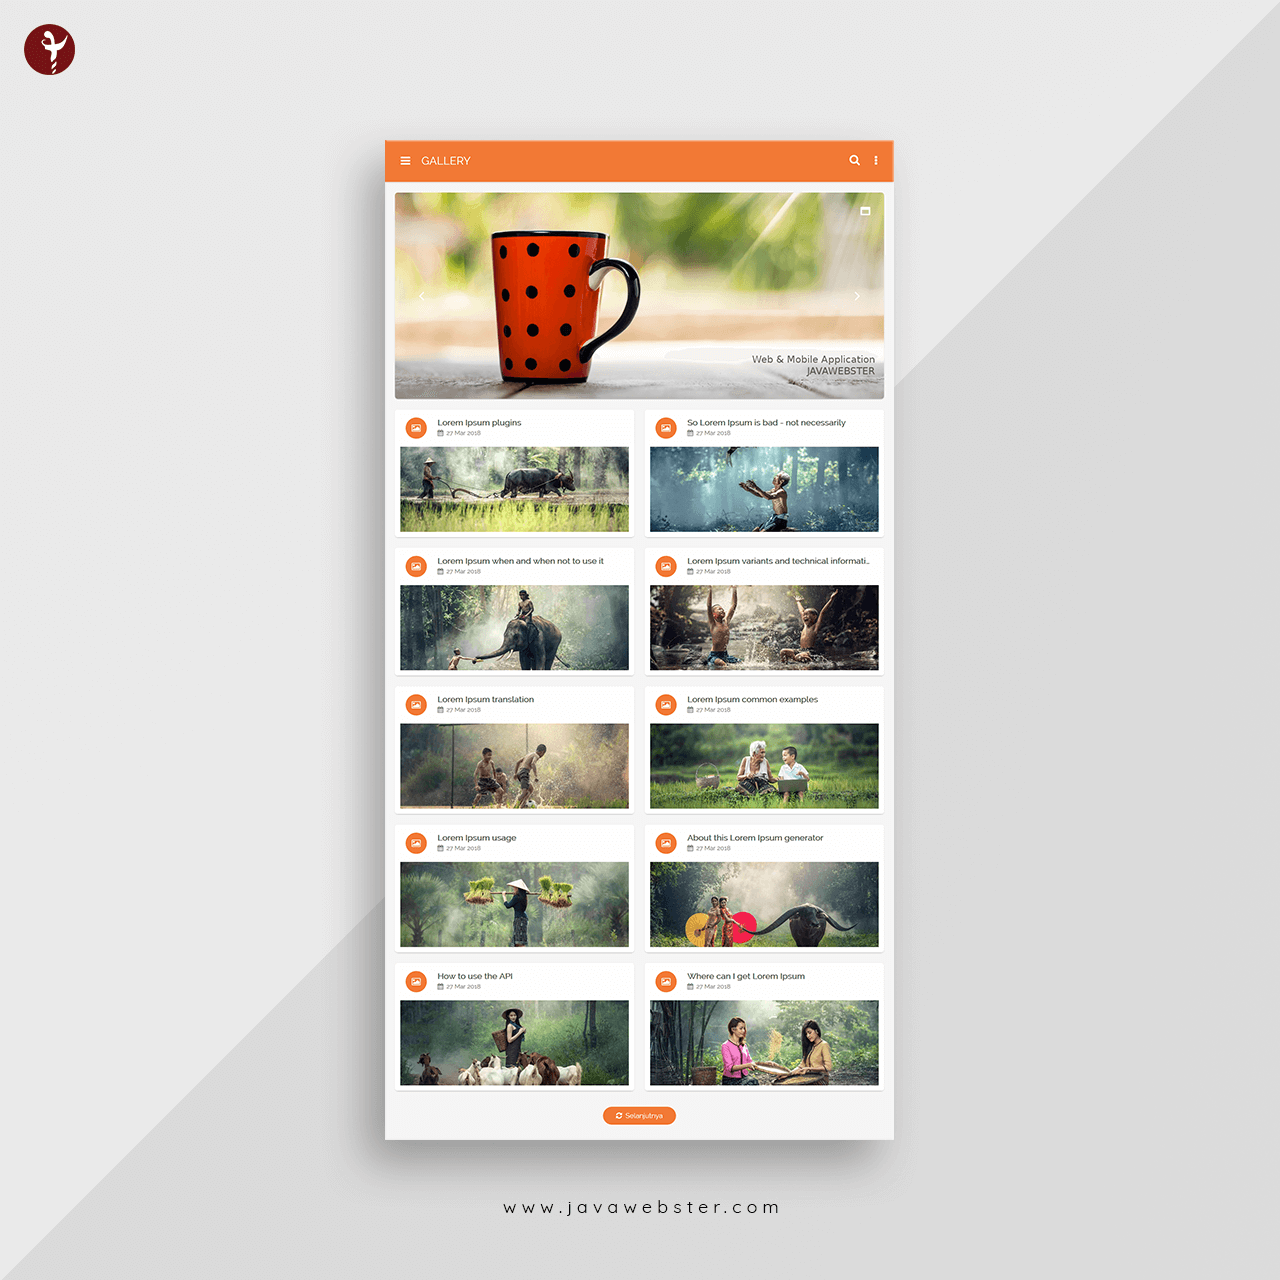 GALLERY
Web & Mobile Application
JAVAWEBSTER
Lorem Ipsum plugins
27 Mar 2018
So Lorem Ipsum is bad - not necessarily
27 Mar 2018
Lorem Ipsum when and when not to use it
27 Mar 2018
Lorem Ipsum variants and technical informati...
27 Mar 2018
Lorem Ipsum translation
27 Mar 2018
Lorem Ipsum common examples
27 Mar 2018
Lorem Ipsum usage
27 Mar 2018
About this Lorem Ipsum generator
27 Mar 2018
How to use the API
27 Mar 2018
Where can I get Lorem Ipsum
27 Mar 2018
Selanjutnya
www.javawebster.com